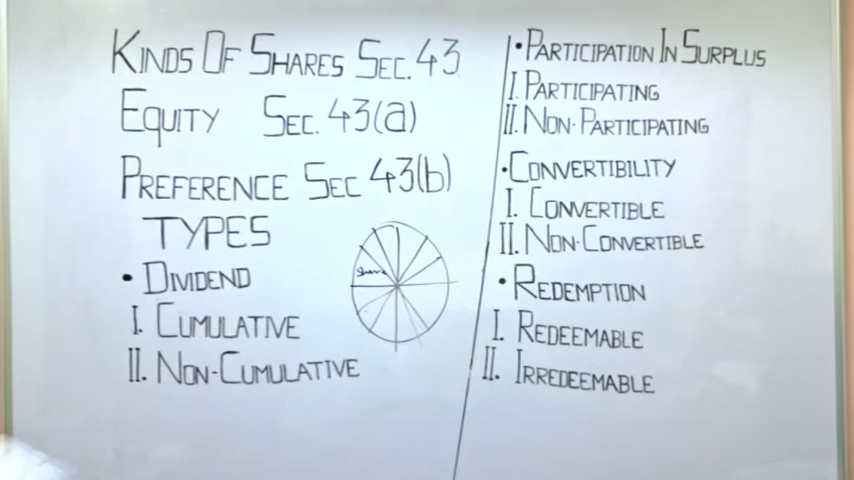 KINDS OF SHARES SEC. 43
EQUITY SEC. 43(a)
PREFERENCE SEC 43(b)
TYPES
• DIVIDEND
I. CUMULATIVE
II. NON-CUMULATIVE
Share
• PARTICIPATION IN SURPLUS
I. PARTICIPATING
II. NON-PARTICIPATING
• CONVERTIBILITY
I. CONVERTIBLE
II. NON-CONVERTIBLE
• REDEMPTION
I. REDEEMABLE
II. IRREDEEMABLE